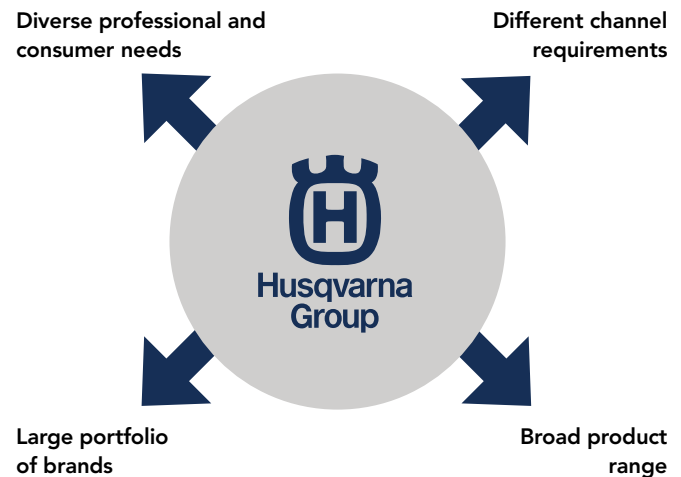 Diverse professional and
consumer needs
Different channel
requirements
H
Husqvarna
Group
Large portfolio
of brands
Broad product
range